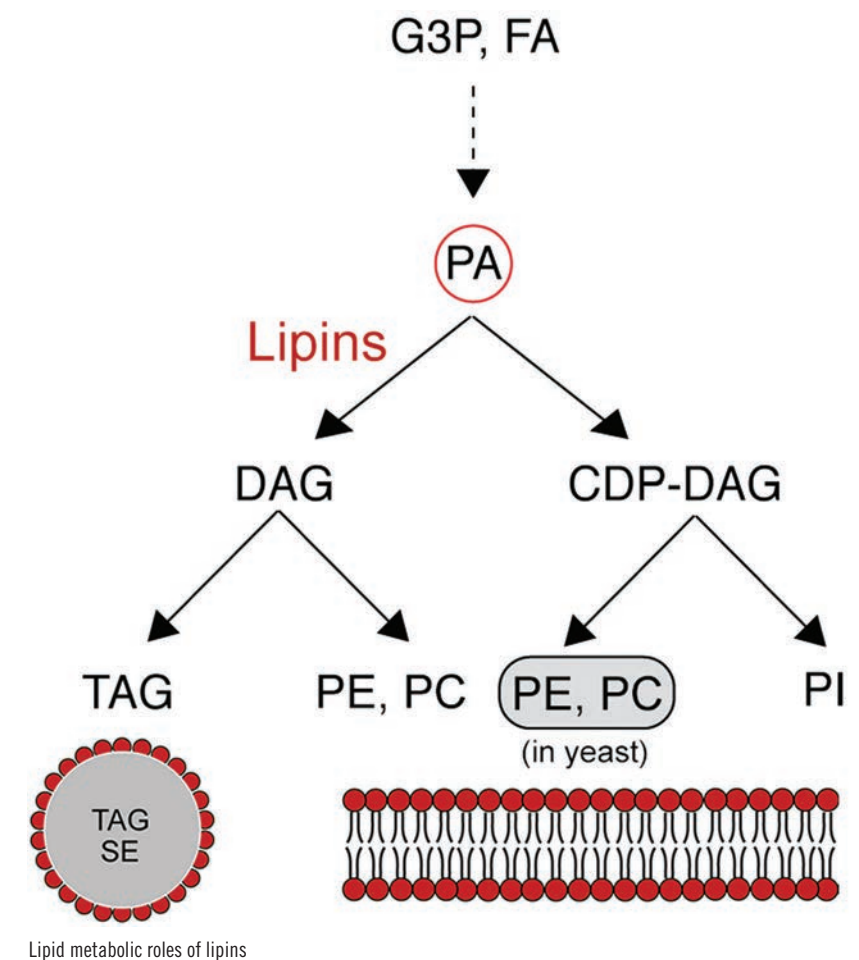 G3P, FA
PA
Lipins
DAG
CDP-DAG
TAG
PE, PC
PE, PC
PI
(in yeast)
TAG
SE
Lipid metabolic roles of lipins